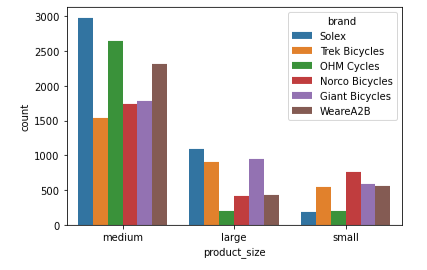 3000
2500
2000
1500
1000
500
0
count
brand
Solex
Trek Bicycles
OHM Cycles
Norco Bicycles
Giant Bicycles
WeareA2B
medium large small
product_size